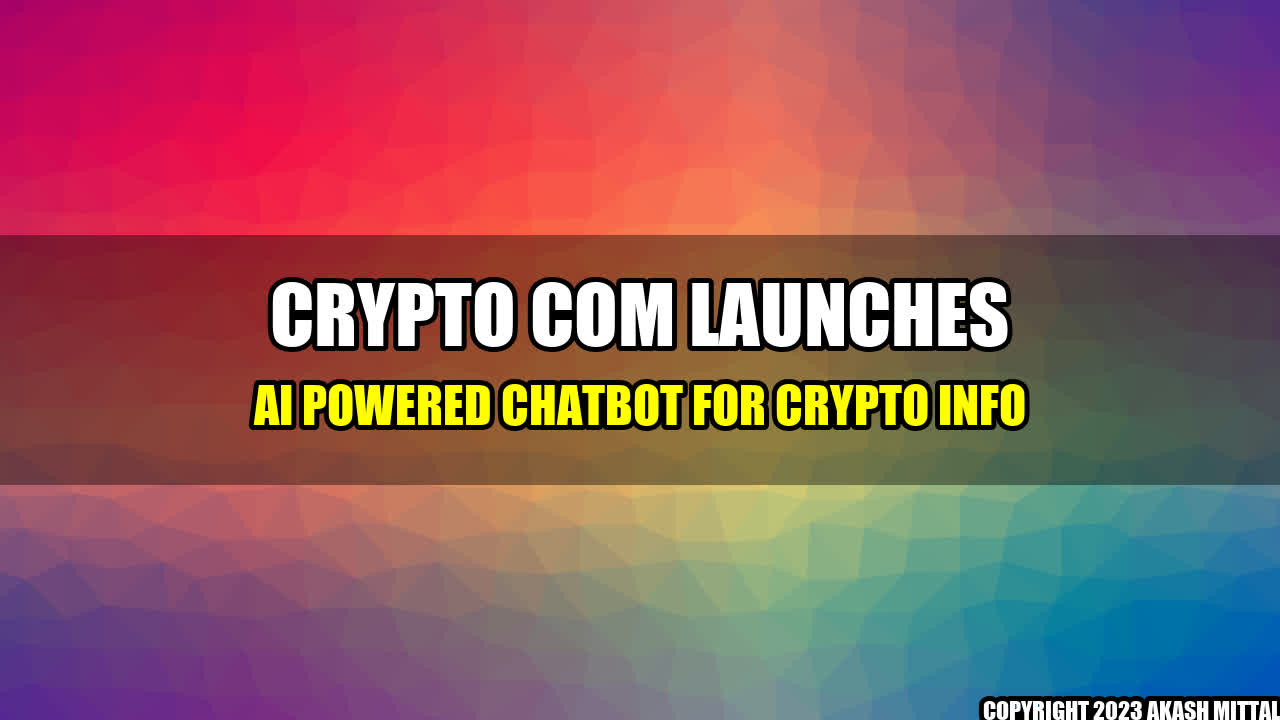 CRYPTO COM LAUNCHES
AI POWERED CHATBOT FOR CRYPTO INFO
COPYRIGHT 2023 AKASH MITTAL